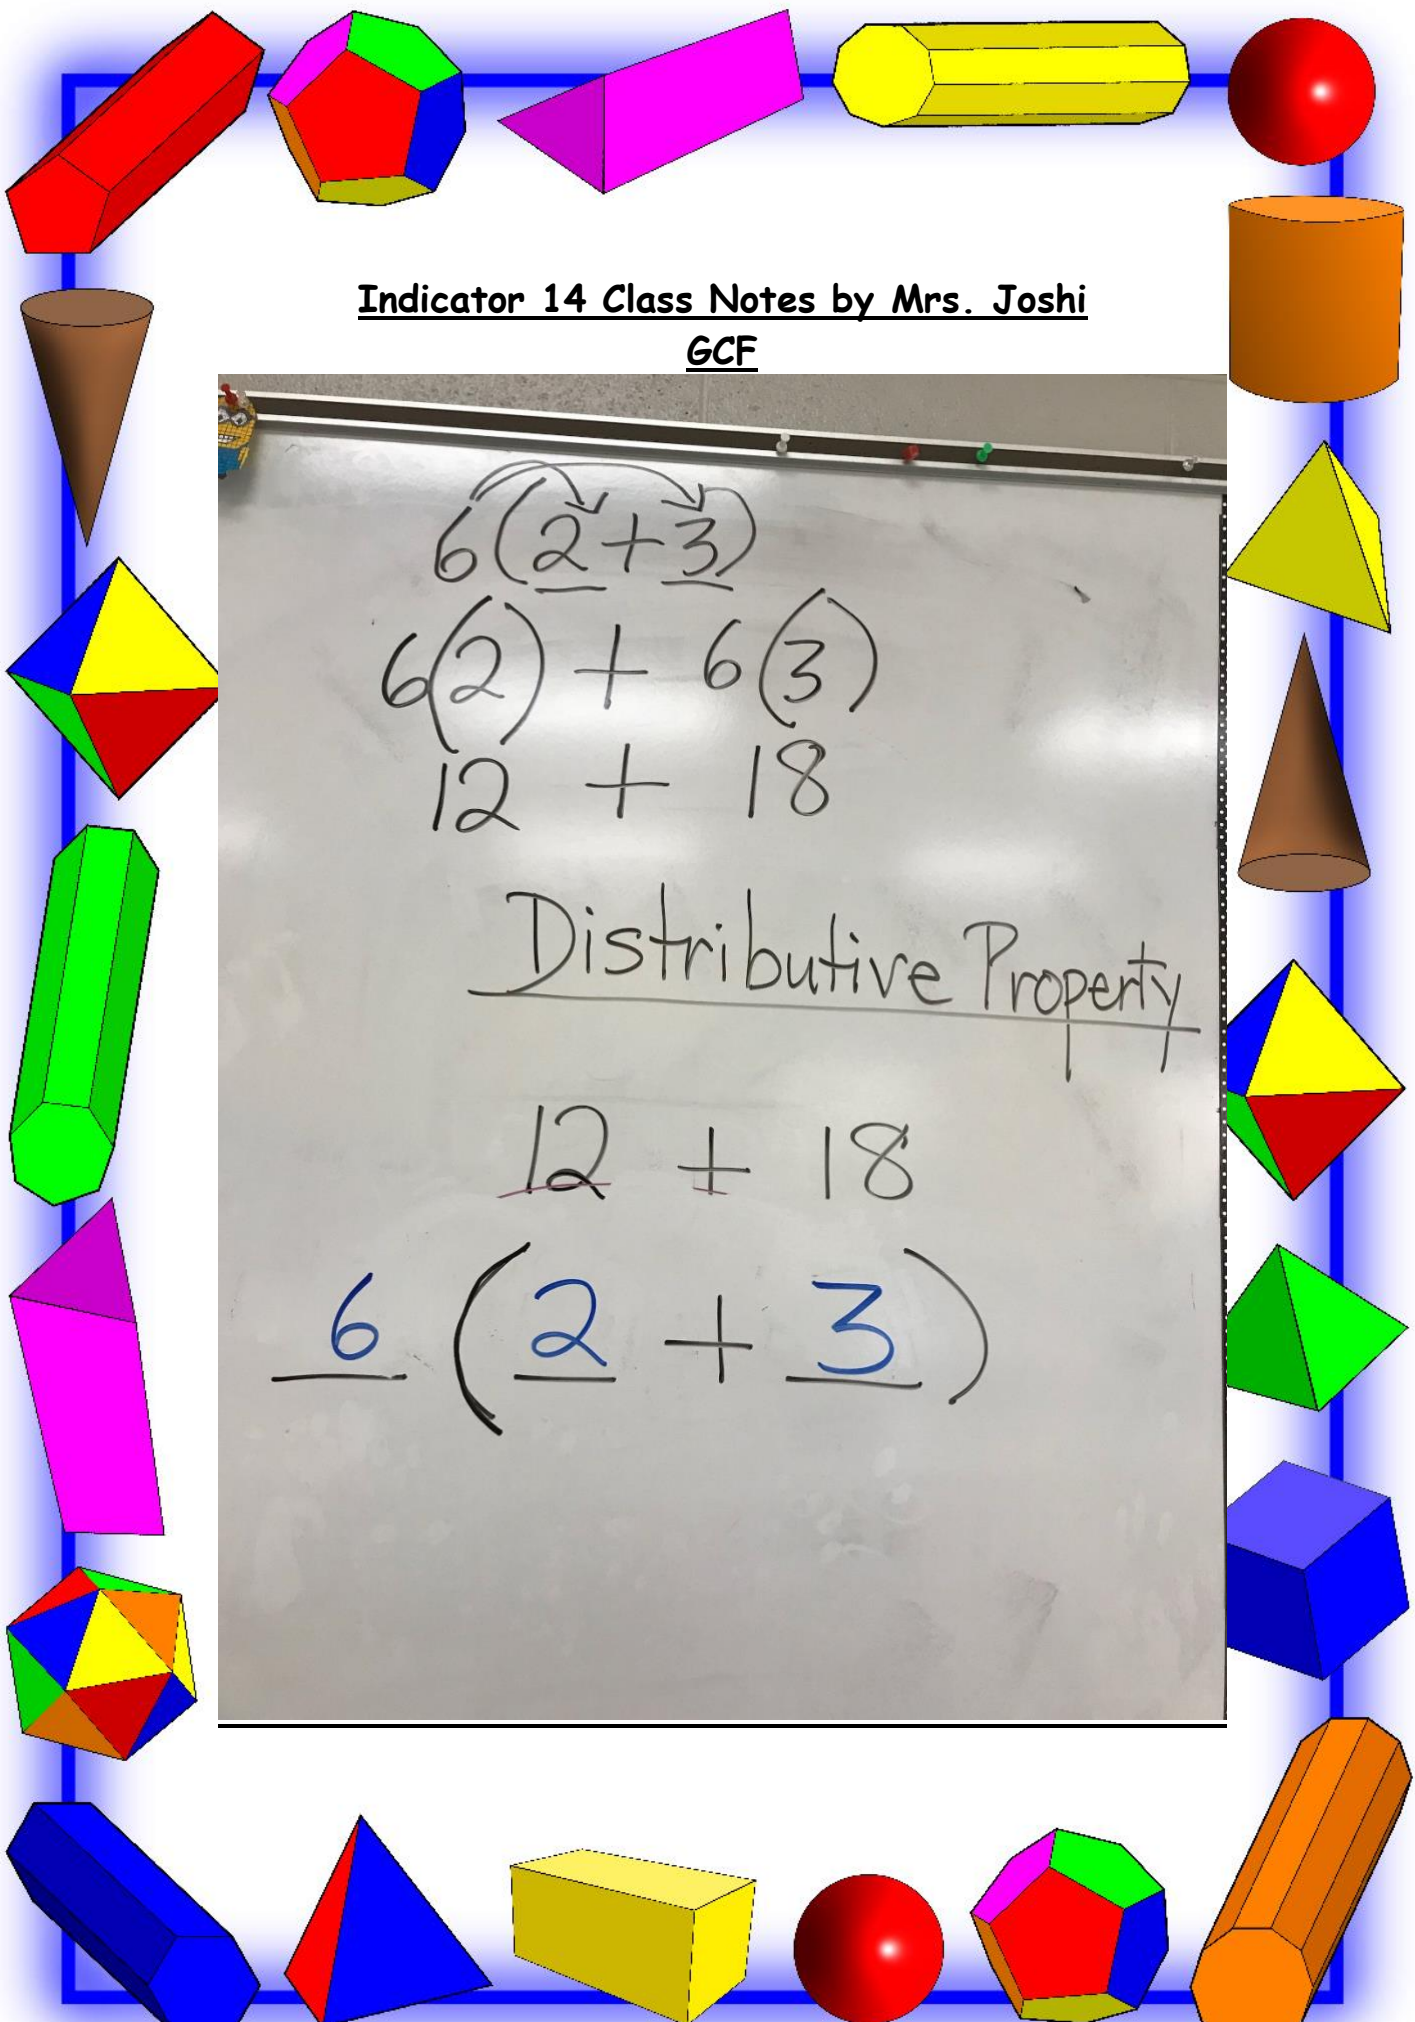 Indicator 14 Class Notes by Mrs. Joshi
GCF
6(2+3)
6(2) + 6(3)
12 + 18
Distributive Property
12 + 18
6 (2 + 3)